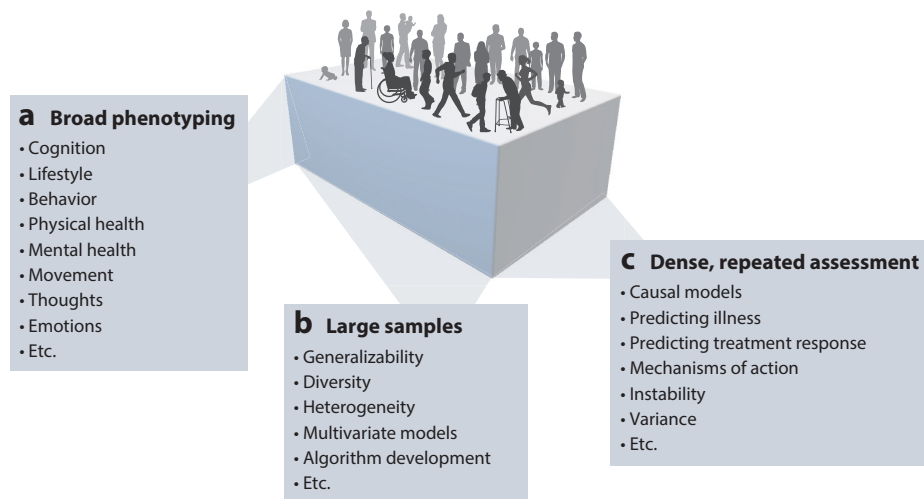 a Broad phenotyping
• Cognition
• Lifestyle
• Behavior
• Physical health
• Mental health
• Movement
• Thoughts
• Emotions
• Etc.
b Large samples
• Generalizability
• Diversity
• Heterogeneity
• Multivariate models
• Algorithm development
• Etc.
c Dense, repeated assessment
• Causal models
• Predicting illness
• Predicting treatment response
• Mechanisms of action
• Instability
• Variance
• Etc.